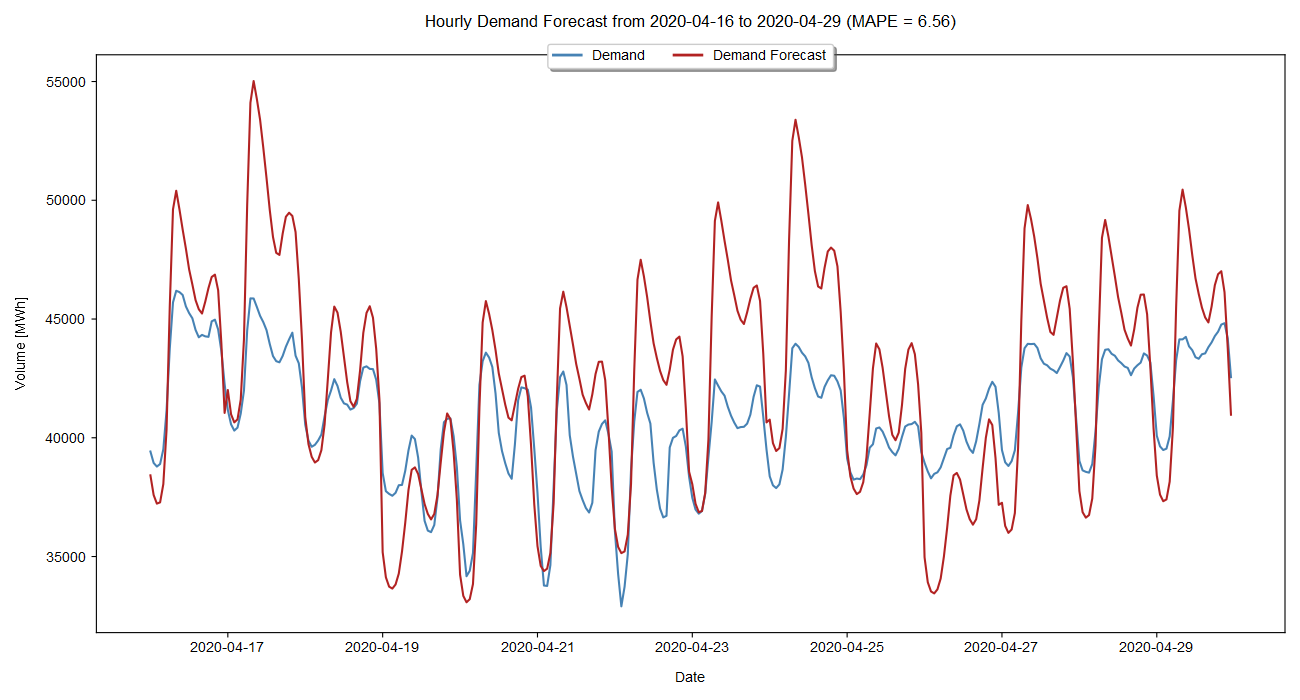 Hourly Demand Forecast from 2020-04-16 to 2020-04-29 (MAPE = 6.56)
Demand Demand Forecast
55000
50000
45000
40000
35000
Volume [MWh]
2020-04-17 2020-04-19 2020-04-21 2020-04-23 2020-04-25 2020-04-27 2020-04-29
Date